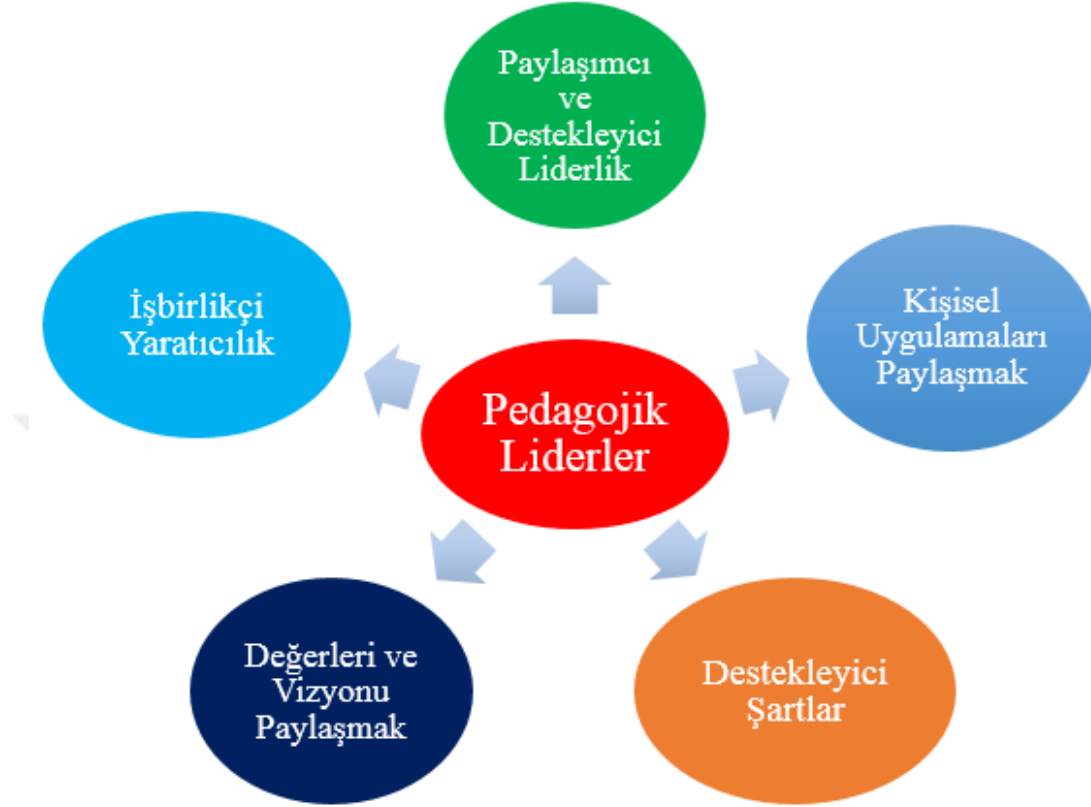 Paylaşımcı
ve
Destekleyici
Liderlik
İşbirlikçi
Yaratıcılık
Kişisel
Uygulamaları
Paylaşmak
Pedagojik
Liderler
Değerleri ve
Vizyonu
Paylaşmak
Destekleyici
Şartlar